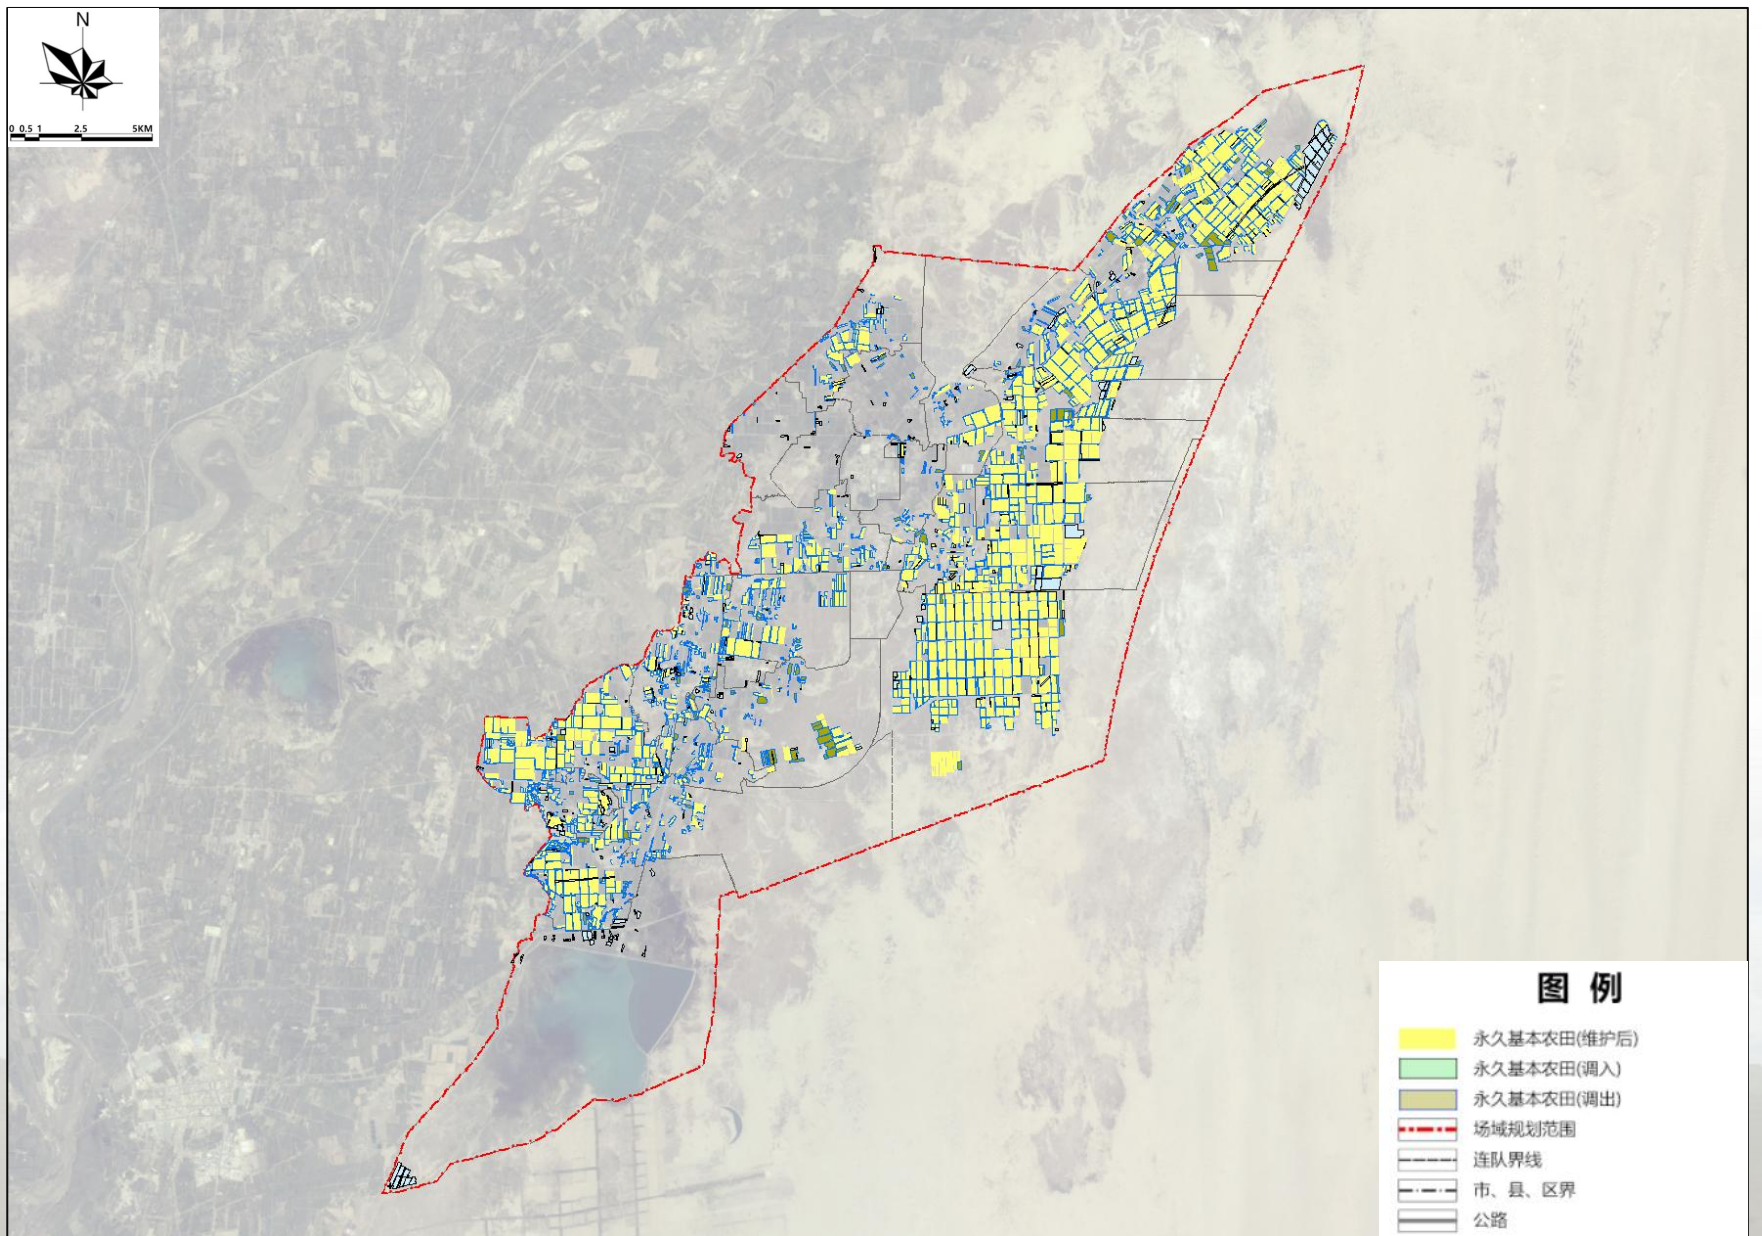 N
0 0.5 1 2.5 5KM
图 例
永久基本农田(维护后)
永久基本农田(调入)
永久基本农田(调出)
场域规划范围
连队界线
市、县、区界
公路